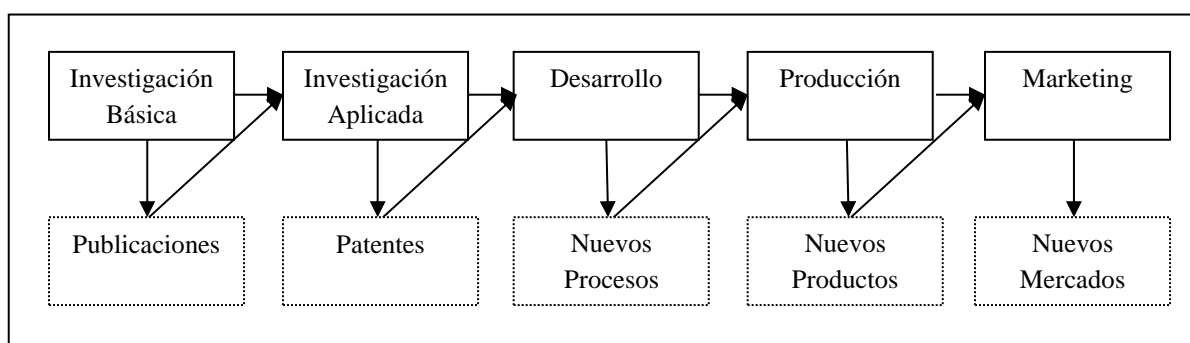 Investigación
Básica
Investigación
Aplicada
Desarrollo
Producción
Marketing
Publicaciones
Patentes
Nuevos
Procesos
Nuevos
Productos
Nuevos
Mercados